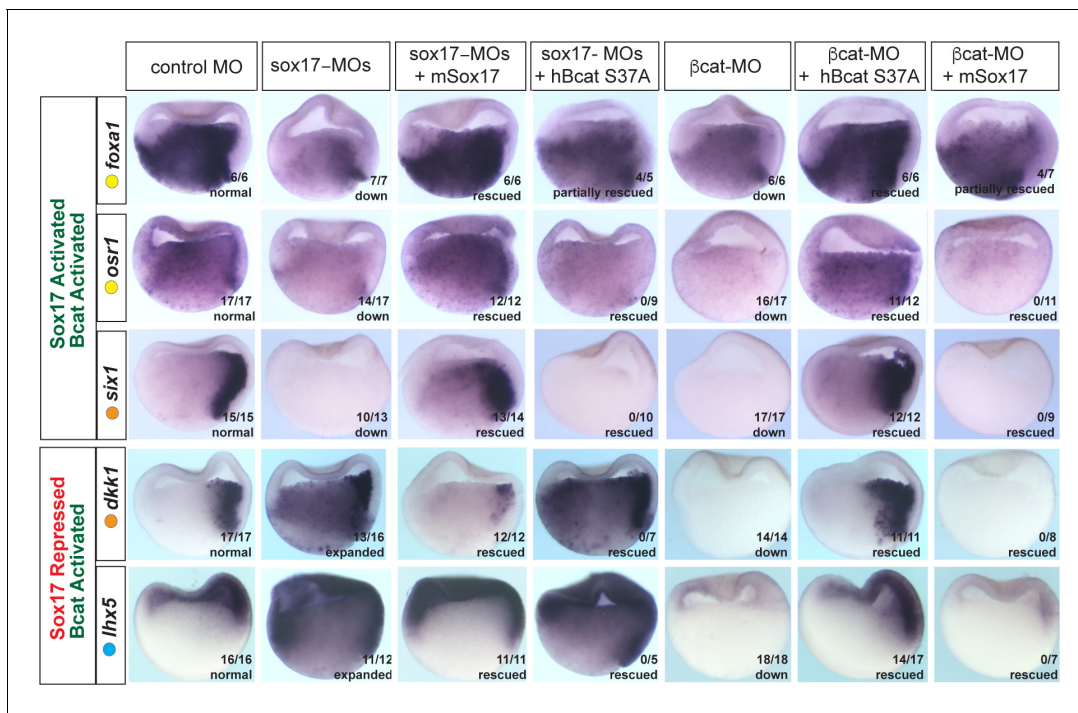 control MO
sox17–MOs
sox17–MOs
+ mSox17
sox17- MOs
+ hBcat S37A
βcat-MO
βcat-MO
+ hBcat S37A
βcat-MO
+ mSox17
Sox17 Activated
Bcat Activated
foxa1
6/6
normal
7/7
down
6/6
rescued
4/5
partially rescued
6/6
down
6/6
rescued
4/7
partially rescued
osr1
17/17
normal
14/17
down
12/12
rescued
0/9
rescued
16/17
down
11/12
rescued
0/11
rescued
six1
15/15
normal
10/13
down
13/14
rescued
0/10
rescued
17/17
down
12/12
rescued
0/9
rescued
Sox17 Repressed
Bcat Activated
dkk1
17/17
normal
13/16
expanded
12/12
rescued
0/7
rescued
14/14
down
11/11
rescued
0/8
rescued
lhx5
16/16
normal
11/12
expanded
11/11
rescued
0/5
rescued
18/18
down
14/17
rescued
0/7
rescued